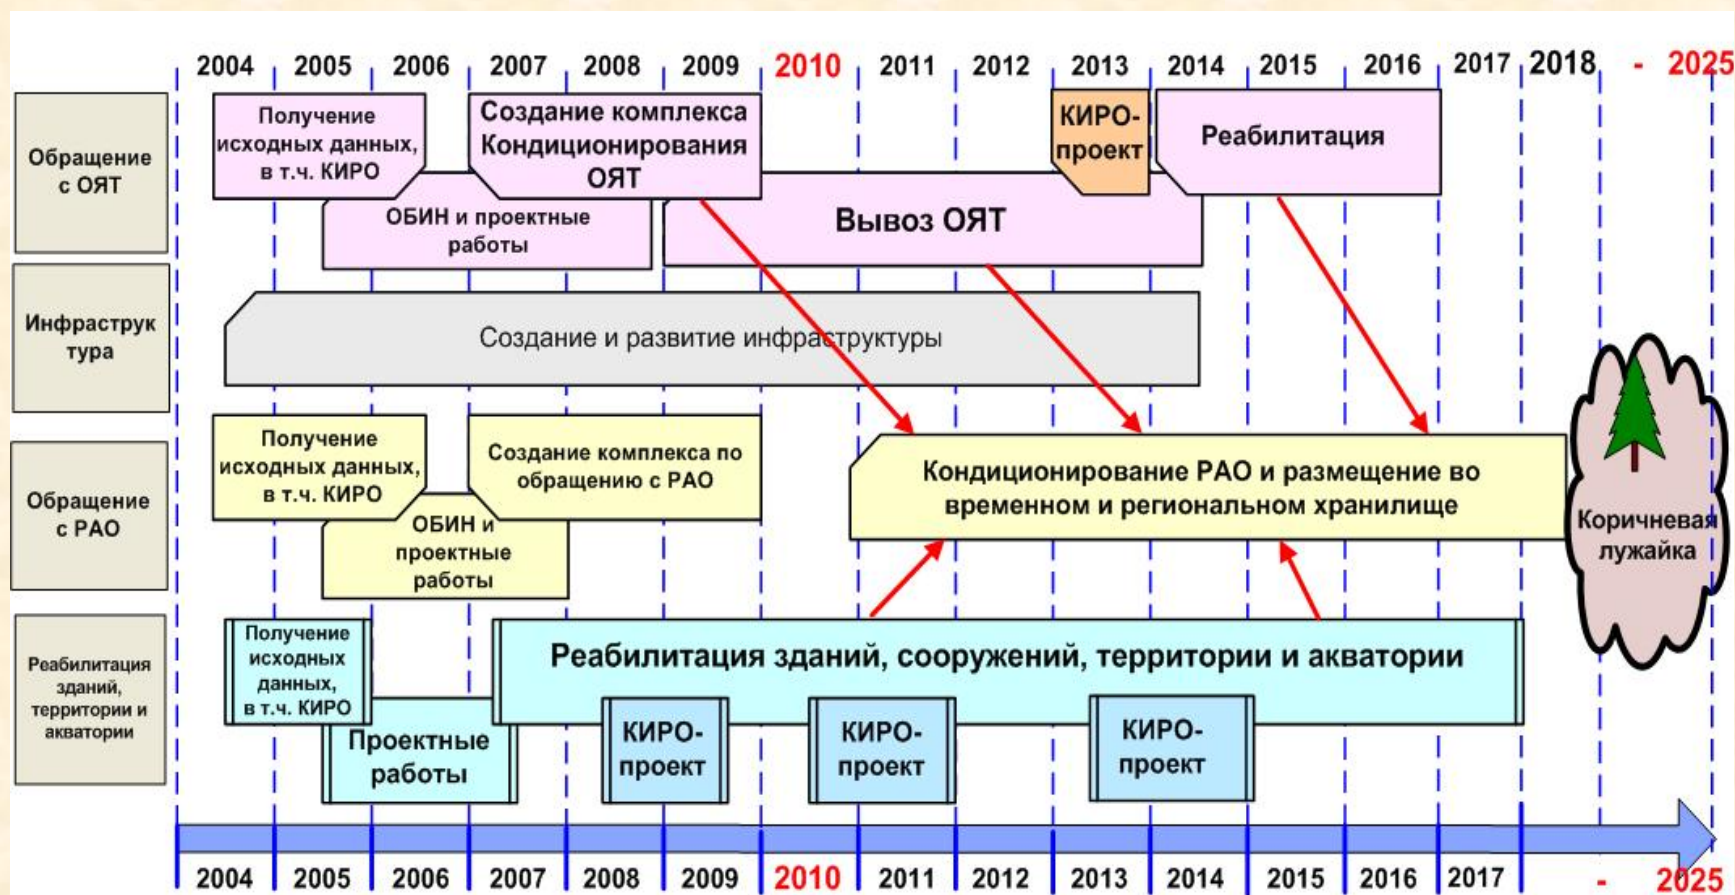 2004 2005 2006 2007 2008 2009 2010 2011 2012 2013 2014 2015 2016 2017 2018 - 2025
Обращение
с ОЯТ
Получение
исходных данных,
в т.ч. КИРО
Создание комплекса
Кондиционирования
ОЯТ
КИРО-
проект
Реабилитация
ОБИН и проектные
работы
Вывоз ОЯТ
Инфраструк
тура
Создание и развитие инфраструктуры
Обращение
с РАО
Получение
исходных данных,
в т.ч. КИРО
Создание комплекса по
обращению с РАО
ОБИН и
проектные
работы
Кондиционирование РАО и размещение во
временном и региональном хранилище
Коричневая
лужайка
Реабилитация
зданий,
территории и
акватории
Получение
исходных
данных,
в т.ч. КИРО
Реабилитация зданий, сооружений, территории и акватории
Проектные
работы
КИРО-
проект
КИРО-
проект
КИРО-
проект
2004 2005 2006 2007 2008 2009 2010 2011 2012 2013 2014 2015 2016 2017 - 2025